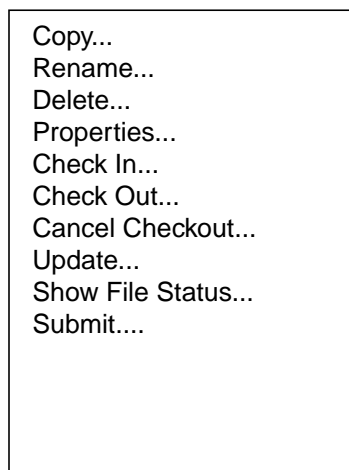 Copy...
Rename...
Delete...
Properties...
Check In...
Check Out...
Cancel Checkout...
Update...
Show File Status...
Submit....